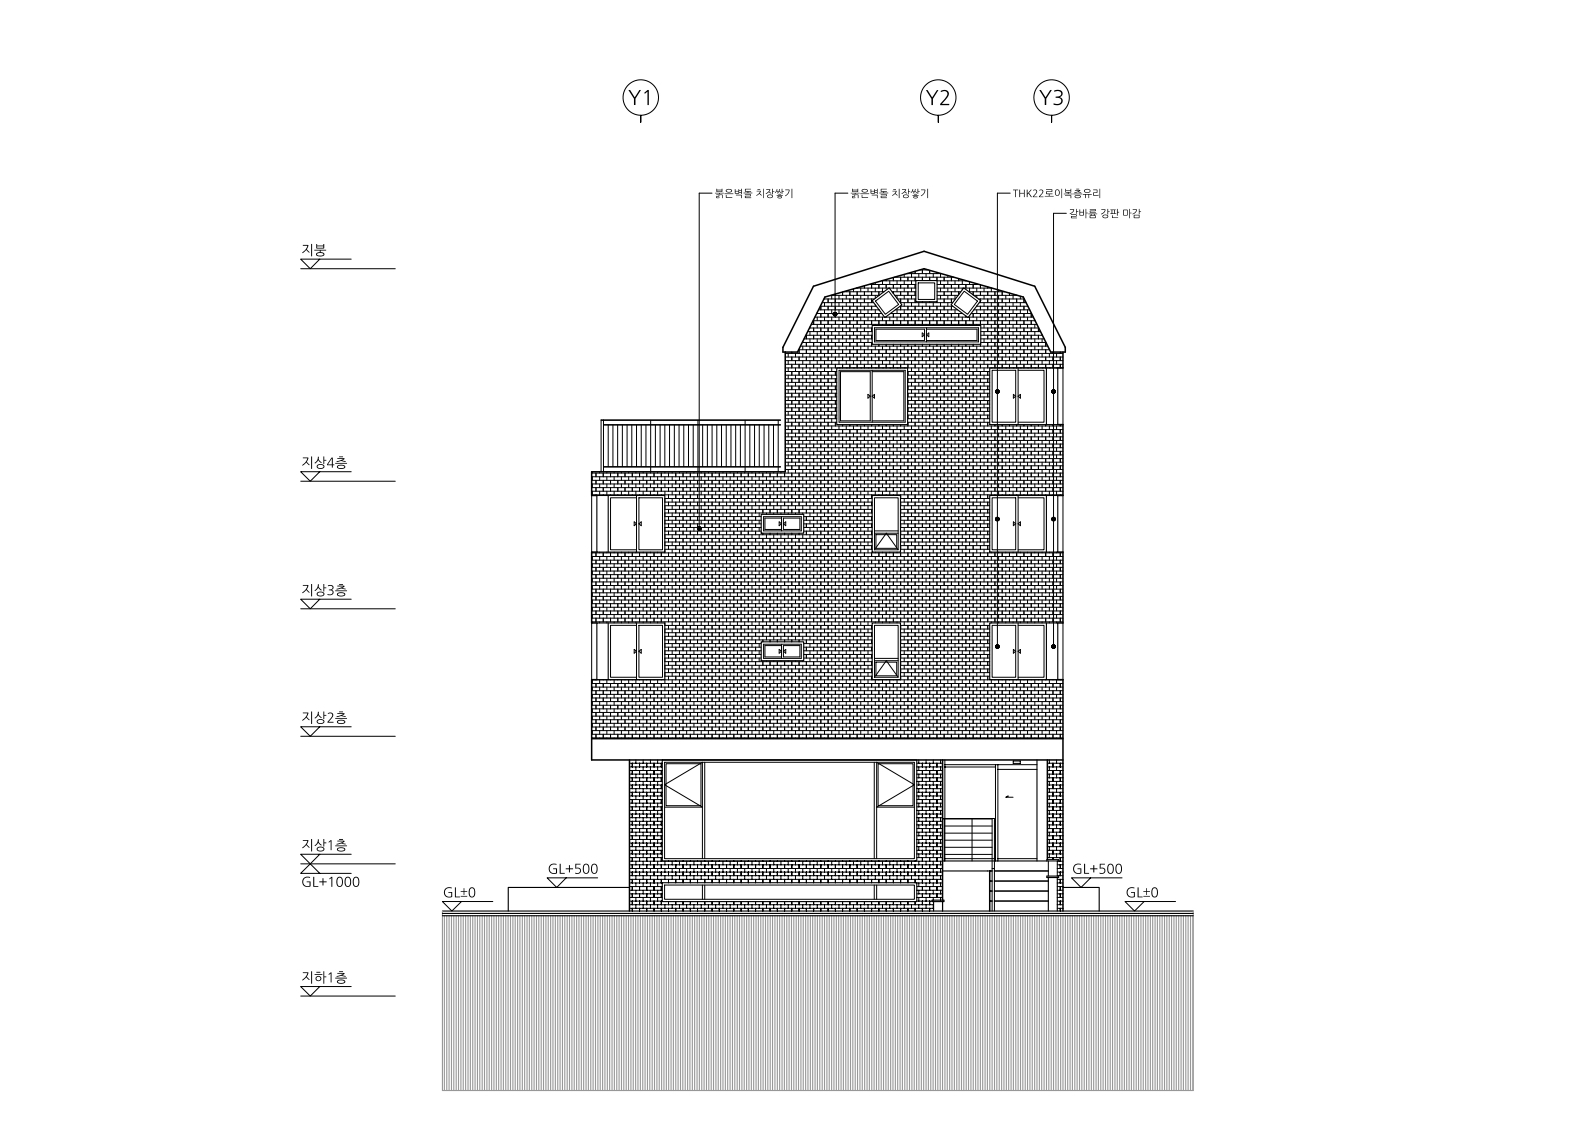 Y1
Y2
Y3
붉은벽돌 치장쌓기
붉은벽돌 치장쌓기
THK22로이복층유리
갈바륨 강판 마감
지붕
지상4층
지상3층
지상2층
지상1층
GL+1000
GL+500
GL+500
GL±0
GL±0
지하1층